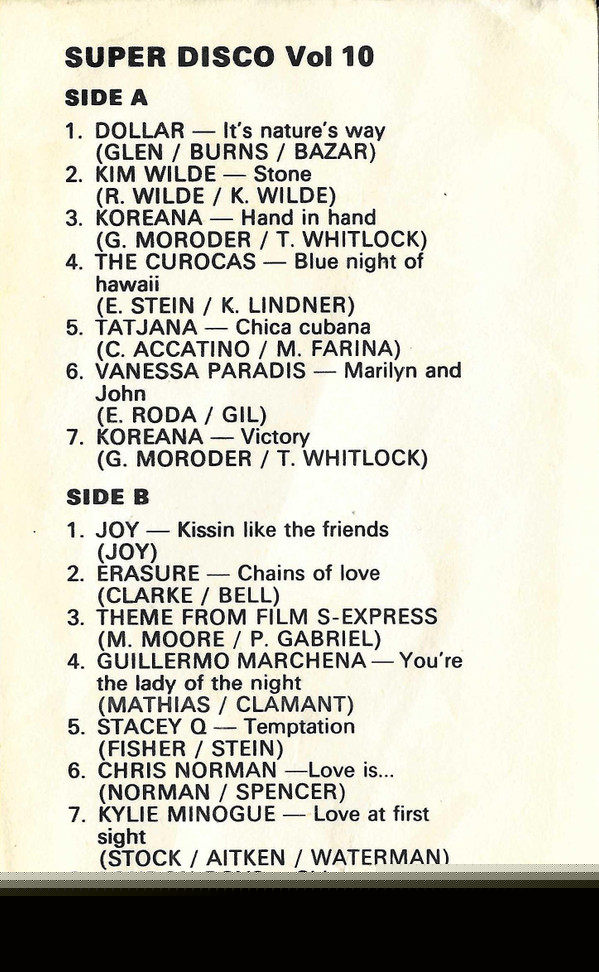 SUPER DISCO Vol 10
SIDE A
1. DOLLAR — It's nature's way
(GLEN / BURNS / BAZAR)
2. KIM WILDE — Stone
(R. WILDE / K. WILDE)
3. KOREANA — Hand in hand
(G. MORODER / T. WHITLOCK)
4. THE CUROCAS — Blue night of
hawaii
(E. STEIN / K. LINDNER)
5. TATJANA — Chica cubana
(C. ACCATINO / M. FARINA)
6. VANESSA PARADIS — Marilyn and
John
(E. RODA / GIL)
7. KOREANA — Victory
(G. MORODER / T. WHITLOCK)
SIDE B
1. JOY — Kissin like the friends
(JOY)
2. ERASURE — Chains of love
(CLARKE / BELL)
3. THEME FROM FILM S-EXPRESS
(M. MOORE / P. GABRIEL)
4. GUILLERMO MARCHENA — You're
the lady of the night
(MATHIAS / CLAMANT)
5. STACEY Q — Temptation
(FISHER / STEIN)
6. CHRIS NORMAN —Love is...
(NORMAN / SPENCER)
7. KYLIE MINOGUE — Love at first
sight
(STOCK / AITKEN / WATERMAN)